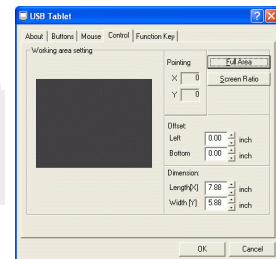 USB Tablet
About Buttons Mouse Control Function Key
Working area setting
Pointing
X 0
Y 0
Full Area
Screen Ratio
Offset:
Left 0.00 inch
Bottom 0.00 inch
Dimension:
Length(X) 7.88 inch
Width (Y) 5.88 inch
OK Cancel